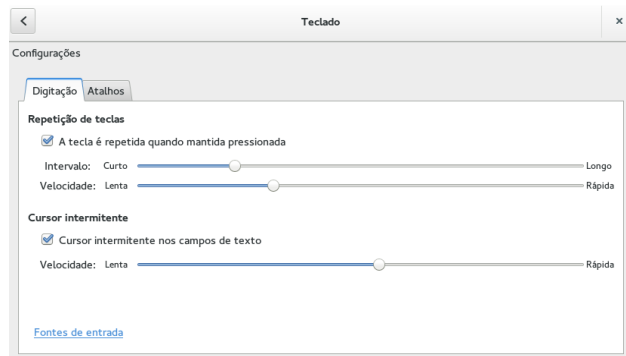 Teclado
Configurações
Digitação Atalhos
Repetição de teclas
A tecla é repetida quando mantida pressionada
Intervalo: Curto Longo
Velocidade: Lenta Rápida
Cursor intermitente
Cursor intermitente nos campos de texto
Velocidade: Lenta Rápida
Fontes de entrada